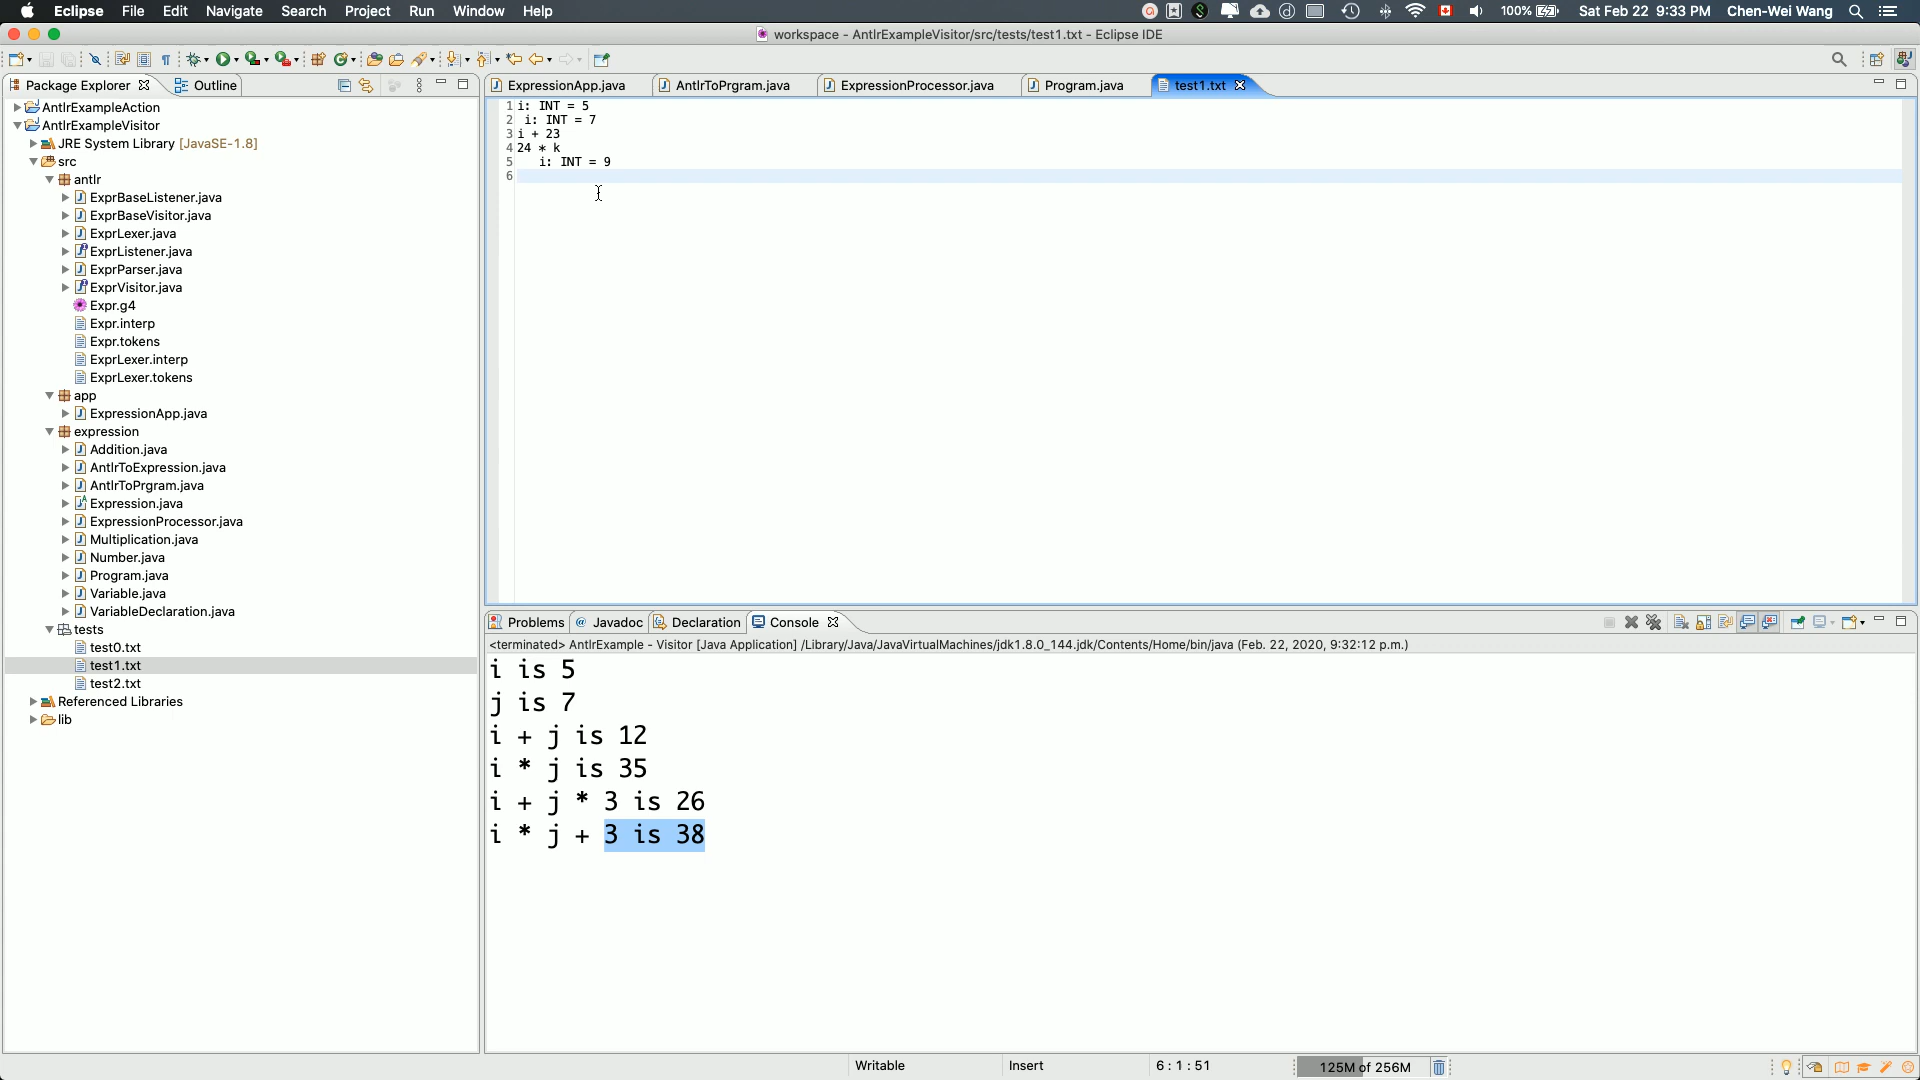 Eclipse File Edit Navigate Search Project Run Window Help 100% Sat Feb 22 9:33 PM Chen-Wei Wang
workspace - AntlrExampleVisitor/src/tests/test1.txt - Eclipse IDE
Package Explorer Outline
AntlrExampleAction
AntlrExampleVisitor
JRE System Library [JavaSE-1.8]
src
antlr
ExprBaseListener.java
ExprBaseVisitor.java
ExprLexer.java
ExprListener.java
ExprParser.java
ExprVisitor.java
Expr.g4
Expr.interp
Expr.tokens
ExprLexer.interp
ExprLexer.tokens
app
ExpressionApp.java
expression
Addition.java
AntlrToExpression.java
AntlrToPrgram.java
Expression.java
ExpressionProcessor.java
Multiplication.java
Number.java
Program.java
Variable.java
VariableDeclaration.java
tests
test0.txt
test1.txt
test2.txt
Referenced Libraries
lib
ExpressionApp.java AntlrToPrgram.java ExpressionProcessor.java Program.java test1.txt
1 i: INT = 5
2 i: INT = 7
3 i + 23
4 24 * k
5 i: INT = 9
6
Problems @ Javadoc Declaration Console
<terminated> AntlrExample - Visitor [Java Application] /Library/Java/JavaVirtualMachines/jdk1.8.0_144.jdk/Contents/Home/bin/java (Feb. 22, 2020, 9:32:12 p.m.)
i is 5
j is 7
i + j is 12
i * j is 35
i + j * 3 is 26
i * j + 3 is 38
Writable Insert 6 : 1 : 51 125M of 256M